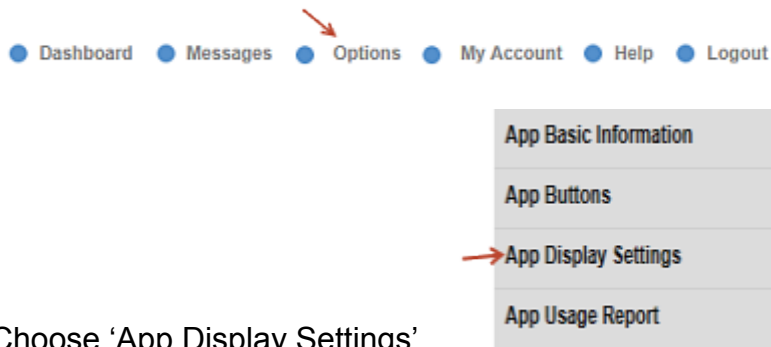 Dashboard Messages Options My Account Help Logout
App Basic Information
App Buttons
App Display Settings
App Usage Report
Choose ‘App Display Settings’